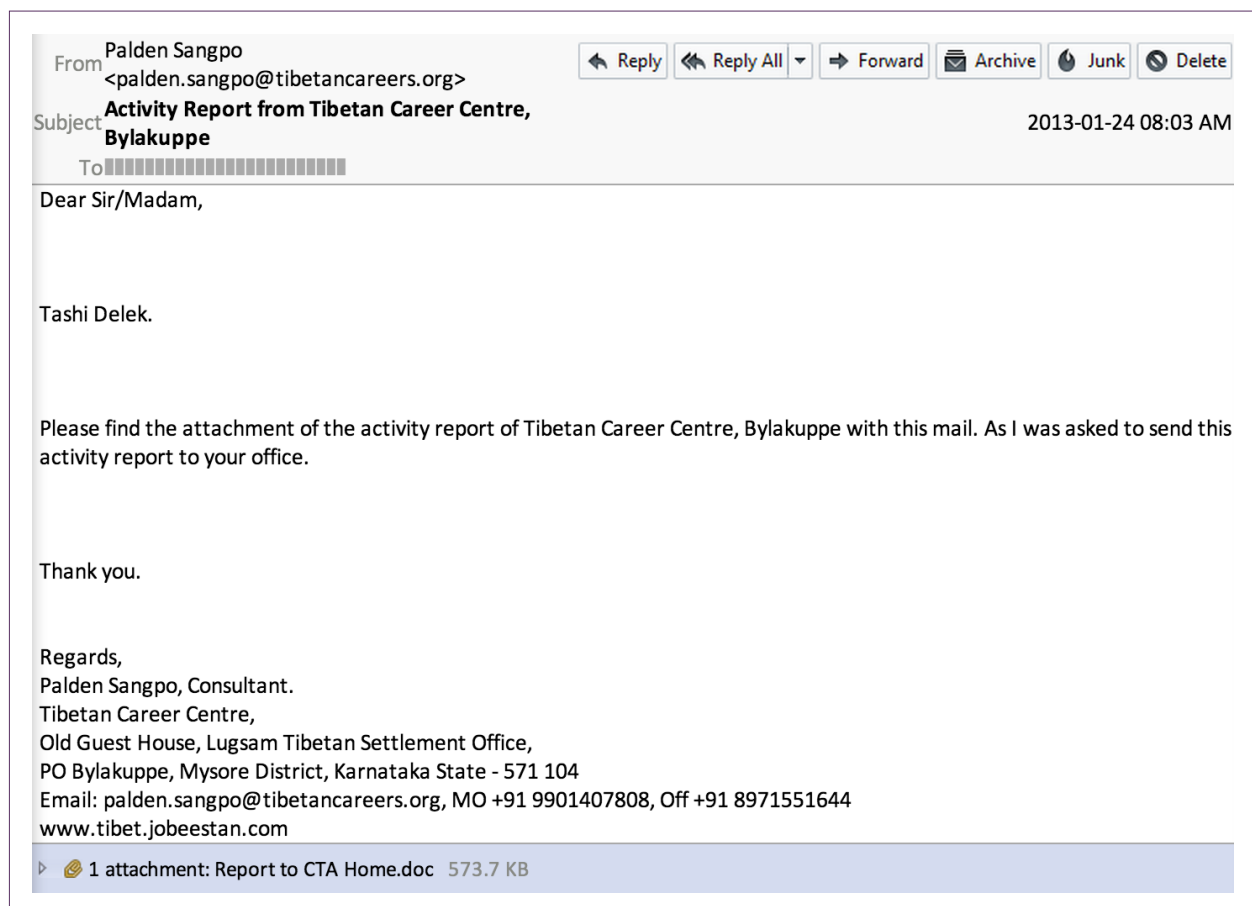 From Palden Sangpo
<palden.sangpo@tibetancareers.org>
Reply Reply All Forward Archive Junk Delete
Subject Activity Report from Tibetan Career Centre,
Bylakuppe
2013-01-24 08:03 AM
To
Dear Sir/Madam,
Tashi Delek.
Please find the attachment of the activity report of Tibetan Career Centre, Bylakuppe with this mail. As I was asked to send this
activity report to your office.
Thank you.
Regards,
Palden Sangpo, Consultant.
Tibetan Career Centre,
Old Guest House, Lugsam Tibetan Settlement Office,
PO Bylakuppe, Mysore District, Karnataka State - 571 104
Email: palden.sangpo@tibetancareers.org, MO +91 9901407808, Off +91 8971551644
www.tibet.jobeestan.com
1 attachment: Report to CTA Home.doc 573.7 KB